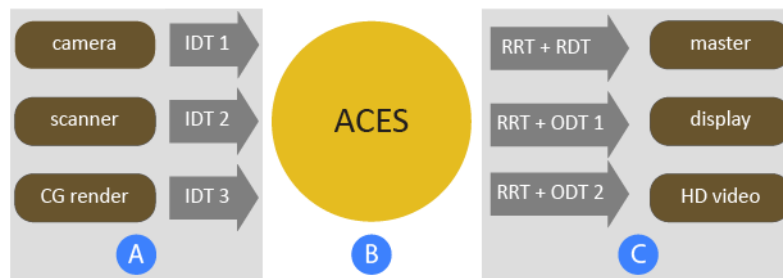 camera
IDT 1
RRT + RDT
master
scanner
IDT 2
ACES
RRT + ODT 1
display
CG render
IDT 3
RRT + ODT 2
HD video
A
B
C